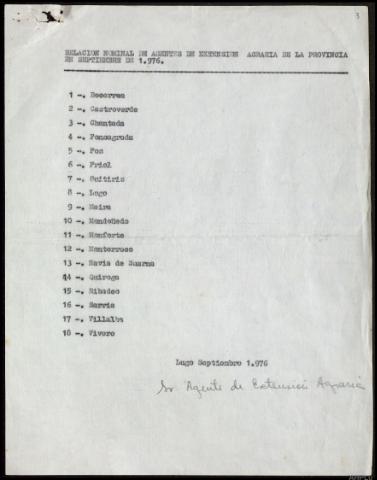 3
RELACION NOMINAL DE AGENTES DE EXTENSION AGRARIA DE LA PROVINCIA
EN SEPTIEMBRE DE 1.976.
1 -. Becerrea
2 -. Castroverde
3 -. Chantada
4 -. Fonsagrada
5 -. Foz
6 -. Friol
7 -. Guitiriz
8 -. Lugo
9 -. Meira
10 -. Mondoñedo
11 -. Monforte
12 -. Monterroso
13 -. Navia de Suarna
14 -. Quiroga
15 -. Ribadeo
16 -. Sarria
17 -. Villalba
18 -. Vivero
Lugo Septiembre 1.976
Sr Agente de Extensión Agraria